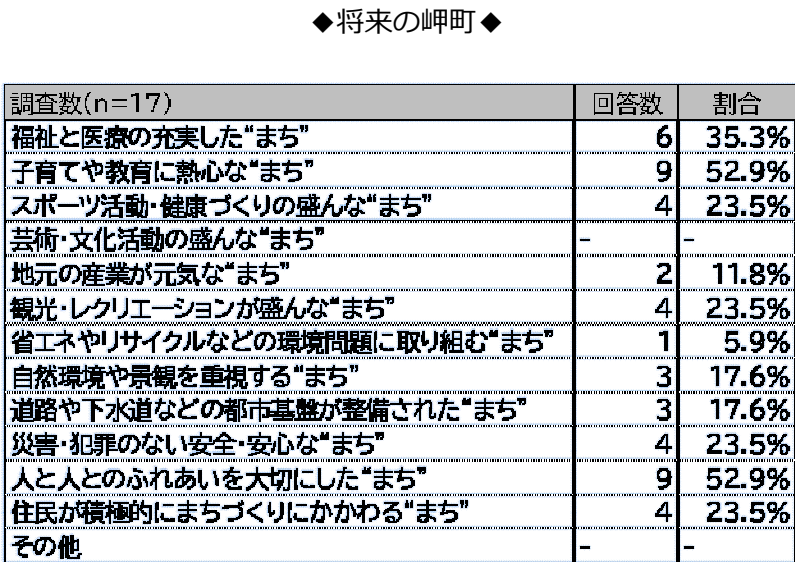 ◆将来の岬町◆
調査数(n=17) 回答数 割合
福祉と医療の充実した“まち” 6 35.3%
子育てや教育に熱心な“まち” 9 52.9%
スポーツ活動・健康づくりの盛んな“まち” 4 23.5%
芸術・文化活動の盛んな“まち” - -
地元の産業が元気な“まち” 2 11.8%
観光・レクリエーションが盛んな“まち” 4 23.5%
省エネやリサイクルなどの環境問題に取り組む“まち” 1 5.9%
自然環境や景観を重視する“まち” 3 17.6%
道路や下水道などの都市基盤が整備された“まち” 3 17.6%
災害・犯罪のない安全・安心な“まち” 4 23.5%
人と人とのふれあいを大切にした“まち” 9 52.9%
住民が積極的にまちづくりにかかわる“まち” 4 23.5%
その他 - -